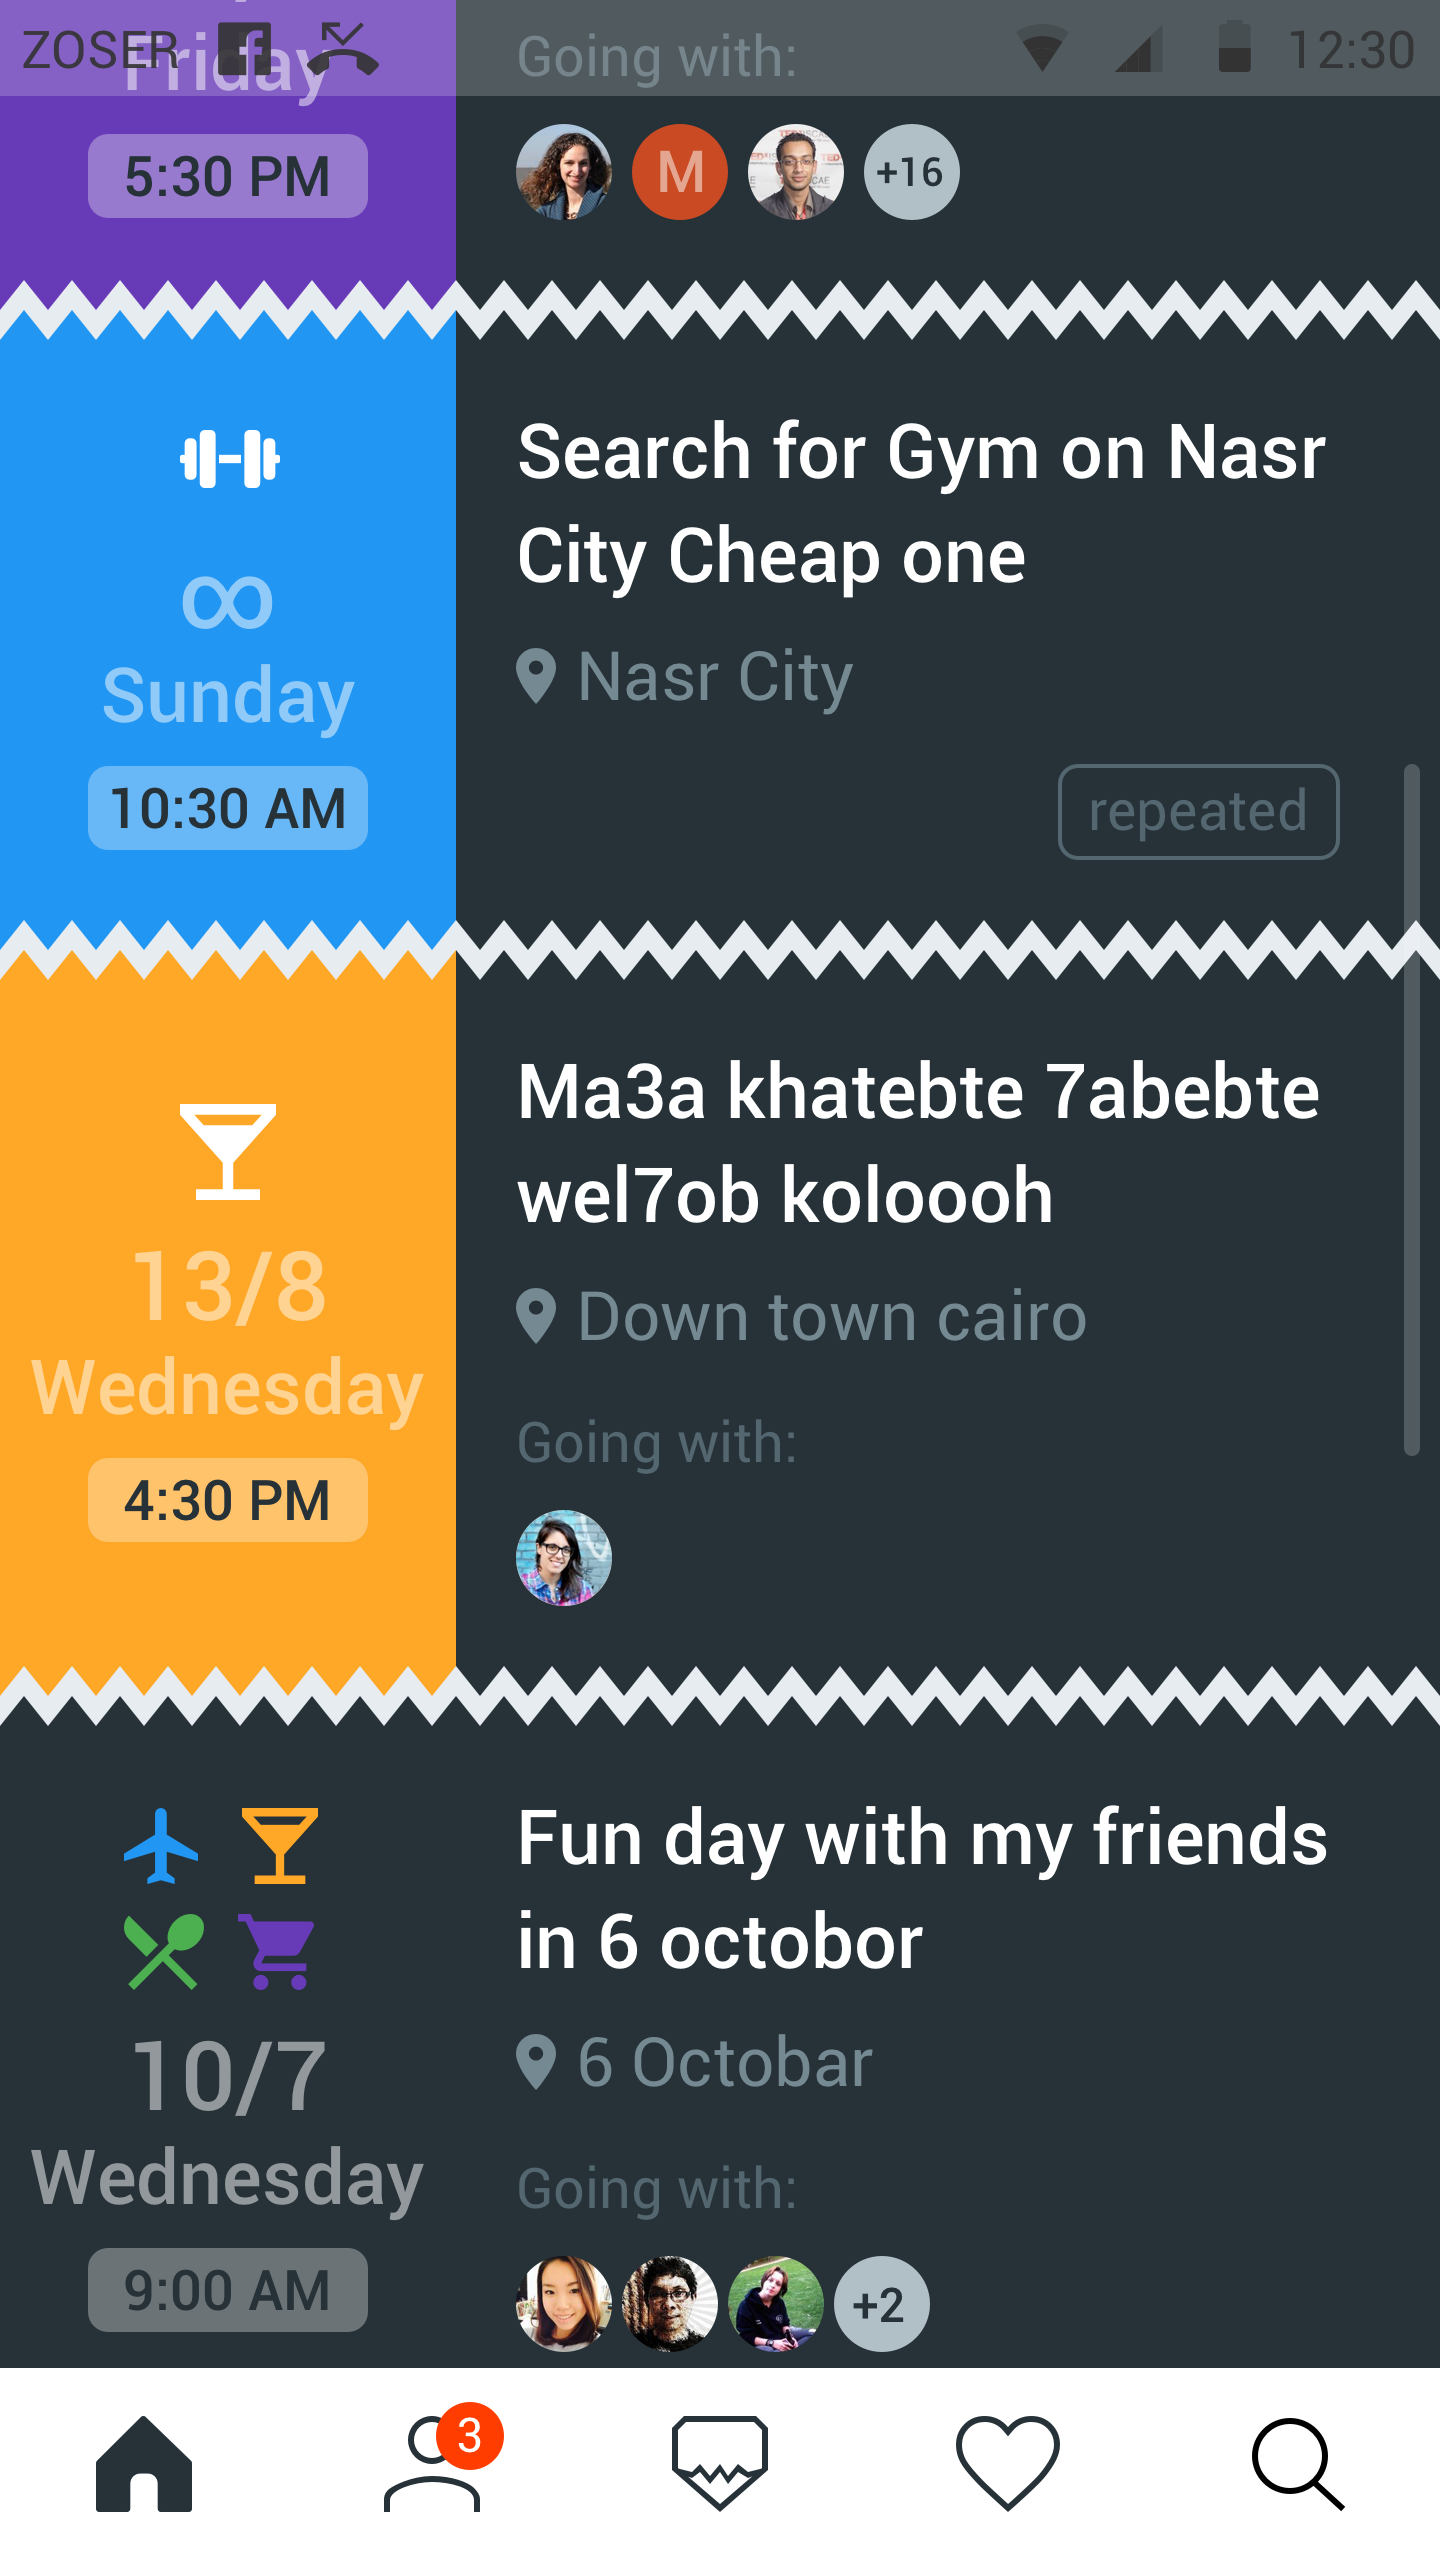 ZOSER
12:30
Friday
5:30 PM
Going with:
M
+16
∞
Sunday
10:30 AM
Search for Gym on Nasr
City Cheap one
Nasr City
repeated
13/8
Wednesday
4:30 PM
Ma3a khatebte 7abebte
wel7ob koloooh
Down town cairo
Going with:
10/7
Wednesday
9:00 AM
Fun day with my friends
in 6 octobor
6 Octobar
Going with:
+2
3